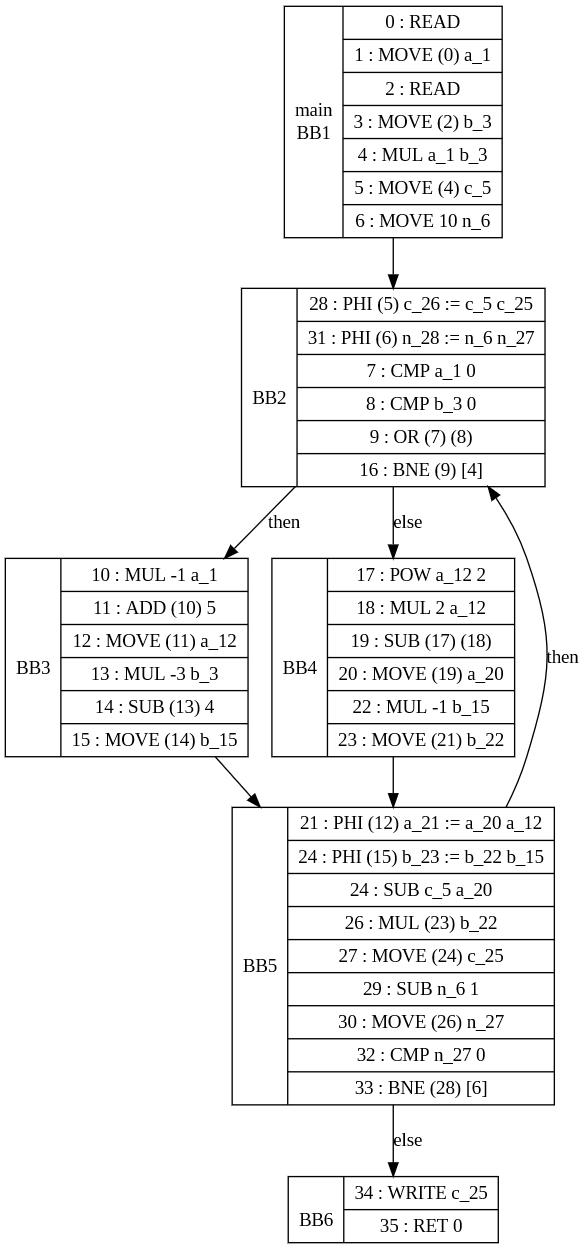 main
BB1
0 : READ
1 : MOVE (0) a_1
2 : READ
3 : MOVE (2) b_3
4 : MUL a_1 b_3
5 : MOVE (4) c_5
6 : MOVE 10 n_6
BB2
28 : PHI (5) c_26 := c_5 c_25
31 : PHI (6) n_28 := n_6 n_27
7 : CMP a_1 0
8 : CMP b_3 0
9 : OR (7) (8)
16 : BNE (9) [4]
then
else
BB3
10 : MUL -1 a_1
11 : ADD (10) 5
12 : MOVE (11) a_12
13 : MUL -3 b_3
14 : SUB (13) 4
15 : MOVE (14) b_15
BB4
17 : POW a_12 2
18 : MUL 2 a_12
19 : SUB (17) (18)
20 : MOVE (19) a_20
22 : MUL -1 b_15
23 : MOVE (21) b_22
then
BB5
21 : PHI (12) a_21 := a_20 a_12
24 : PHI (15) b_23 := b_22 b_15
24 : SUB c_5 a_20
26 : MUL (23) b_22
27 : MOVE (24) c_25
29 : SUB n_6 1
30 : MOVE (26) n_27
32 : CMP n_27 0
33 : BNE (28) [6]
else
BB6
34 : WRITE c_25
35 : RET 0